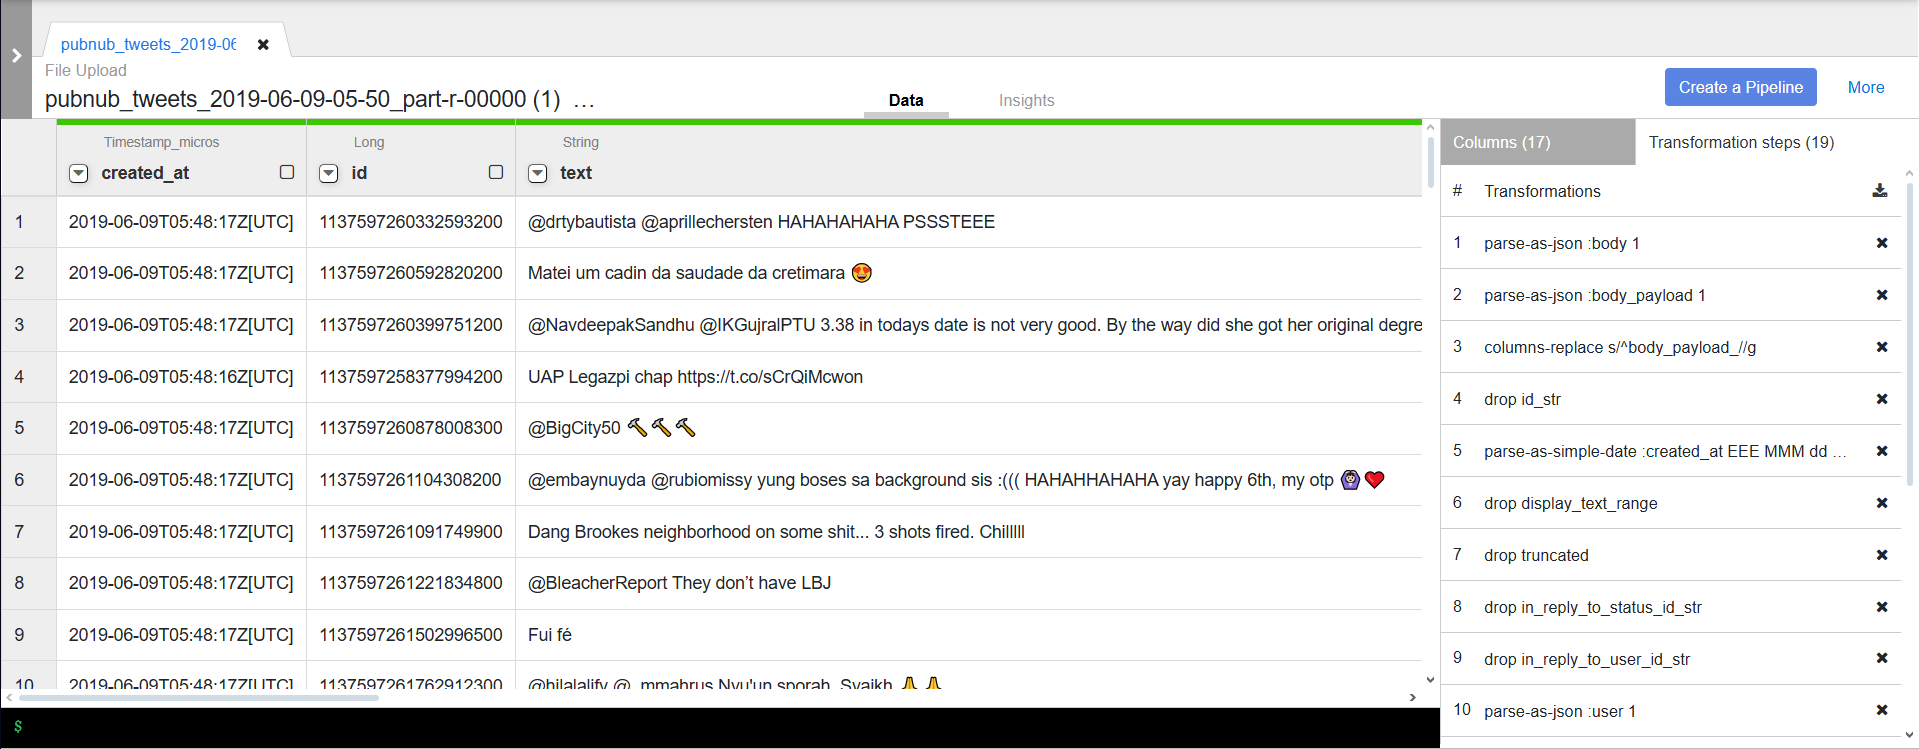 pubnub_tweets_2019-06
File Upload
pubnub_tweets_2019-06-09-05-50_part-r-00000 (1) ...
Data
Insights
Create a Pipeline
More
Timestamp_micros
Long
String
created_at
id
text
1 2019-06-09T05:48:17Z[UTC] 1137597260332593200 @drtybautista @aprillechersten HAHAHAHAHA PSSSTEEE
2 2019-06-09T05:48:17Z[UTC] 1137597260592820200 Matei um cadin da saudade da cretimara 😍
3 2019-06-09T05:48:17Z[UTC] 1137597260399751200 @NavdeepakSandhu @IKGujralPTU 3.38 in todays date is not very good. By the way did she got her original degre
4 2019-06-09T05:48:16Z[UTC] 1137597258377994200 UAP Legazpi chap https://t.co/sCrQiMcwon
5 2019-06-09T05:48:17Z[UTC] 1137597260878008300 @BigCity50 🔨🔨🔨
6 2019-06-09T05:48:17Z[UTC] 1137597261104308200 @embaynuyda @rubiomissy yung boses sa background sis :((( HAHAHHAHAHA yay happy 6th, my otp 🙆🏻❤️
7 2019-06-09T05:48:17Z[UTC] 1137597261091749900 Dang Brookes neighborhood on some shit... 3 shots fired. Chilllll
8 2019-06-09T05:48:17Z[UTC] 1137597261221834800 @BleacherReport They don’t have LBJ
9 2019-06-09T05:48:17Z[UTC] 1137597261502996500 Fui fé
10 2019-06-09T05:48:17Z[UTC] 1137597261762912300 @hilalalify @_mmahrus Nyu'un sporah, Syaikh 🙏🙏
$
Columns (17)
Transformation steps (19)
# Transformations
1 parse-as-json :body 1
2 parse-as-json :body_payload 1
3 columns-replace s/^body_payload_//g
4 drop id_str
5 parse-as-simple-date :created_at EEE MMM dd ...
6 drop display_text_range
7 drop truncated
8 drop in_reply_to_status_id_str
9 drop in_reply_to_user_id_str
10 parse-as-json :user 1